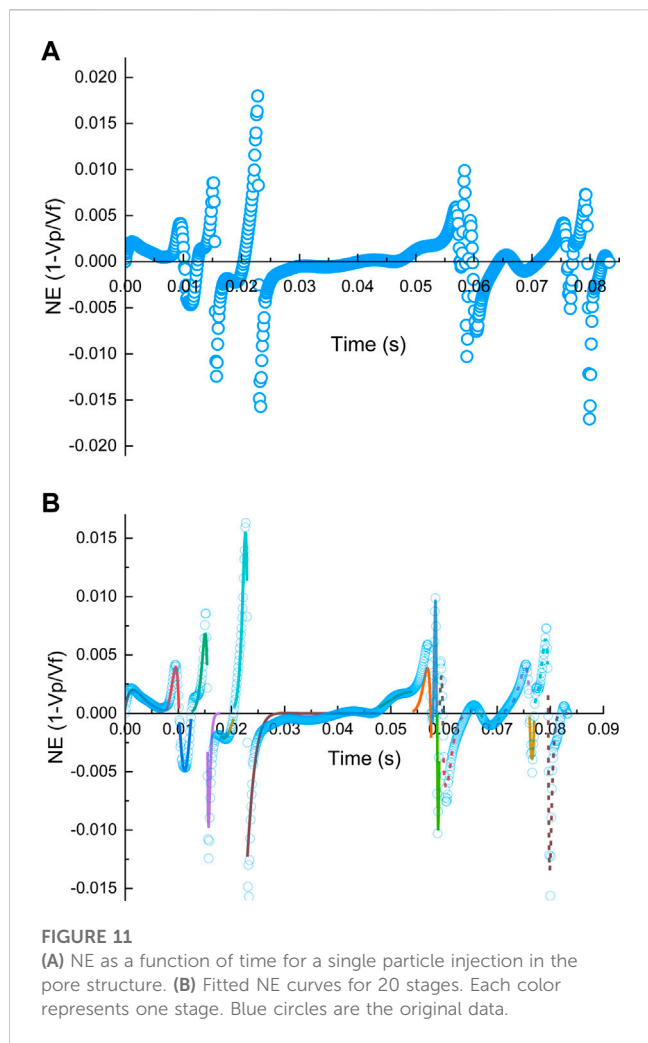 A
0.020
0.015
0.010
0.005
0.000
-0.005
-0.010
-0.015
-0.020
NE (1-Vp/Vf)
0.00 0.01 0.02 0.03 0.04 0.05 0.06 0.07 0.08
Time (s)
B
0.015
0.010
0.005
0.000
-0.005
-0.010
-0.015
NE (1-Vp/Vf)
0.00 0.01 0.02 0.03 0.04 0.05 0.06 0.07 0.08 0.09
Time (s)
FIGURE 11
(A) NE as a function of time for a single particle injection in the
pore structure. (B) Fitted NE curves for 20 stages. Each color
represents one stage. Blue circles are the original data.